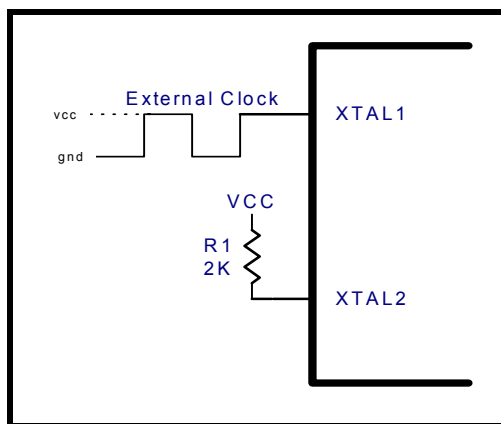 External Clock
vcc
XTAL1
gnd
VCC
R1
2K
XTAL2